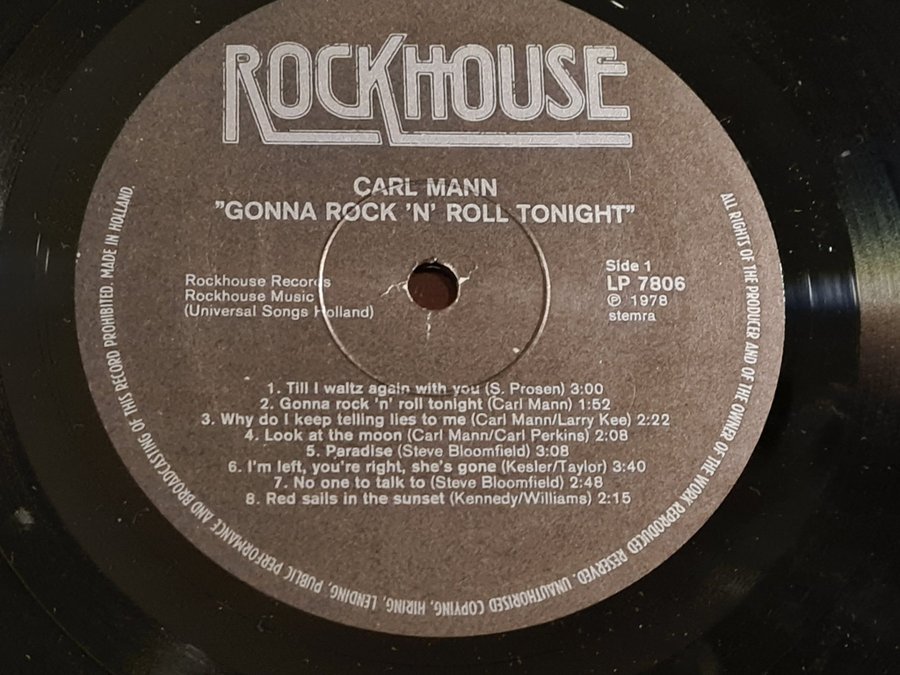 ROCKHOUSE
CARL MANN
"GONNA ROCK 'N' ROLL TONIGHT"
Rockhouse Records
Rockhouse Music
(Universal Songs Holland)
Side 1
LP 7806
℗ 1978
stemra
1. Till I waltz again with you (S. Prosen) 3:00
2. Gonna rock 'n' roll tonight (Carl Mann) 1:52
3. Why do I keep telling lies to me (Carl Mann/Larry Kee) 2:22
4. Look at the moon (Carl Mann/Carl Perkins) 2:08
5. Paradise (Steve Bloomfield) 3:08
6. I'm left, you're right, she's gone (Kesler/Taylor) 3:40
7. No one to talk to (Steve Bloomfield) 2:48
8. Red sails in the sunset (Kennedy/Williams) 2:15
ALL RIGHTS OF THE PRODUCER AND OF THE OWNER OF THE WORK REPRODUCED RESERVED. UNAUTHORISED COPYING, HIRING, LENDING, PUBLIC PERFORMANCE AND BROADCASTING OF THIS RECORD PROHIBITED. MADE IN HOLLAND.